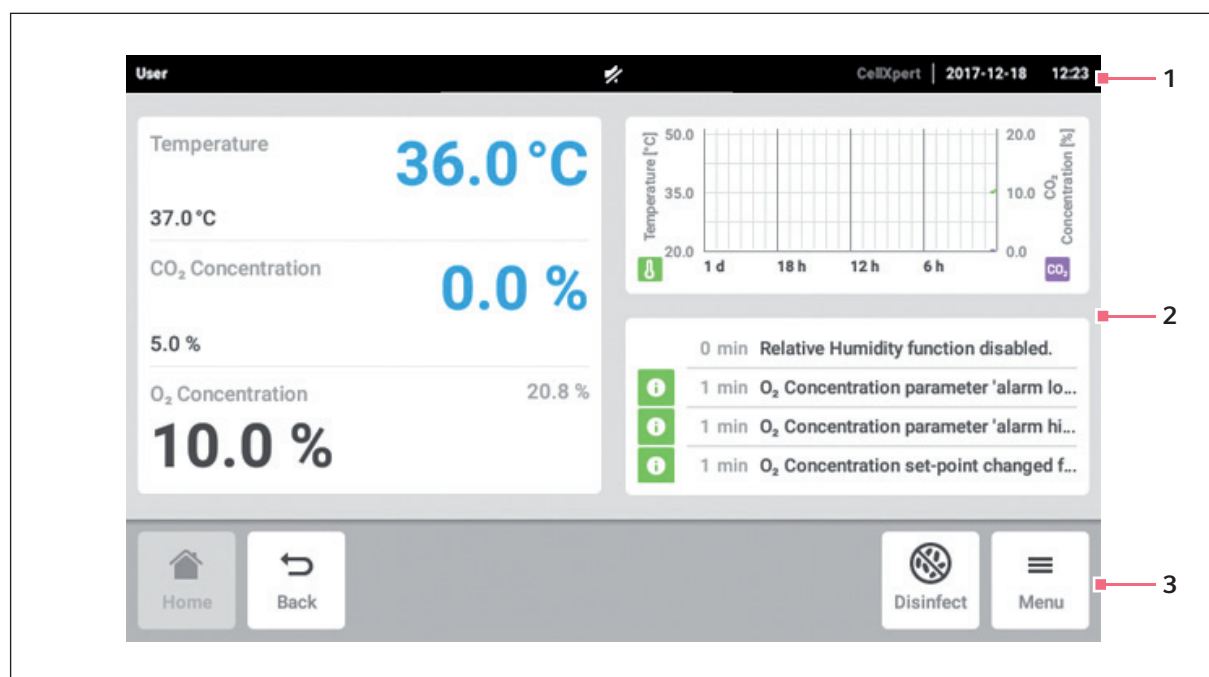 User CellXpert | 2017-12-18 12:23
1
Temperature
36.0 °C
37.0 °C
CO₂ Concentration
0.0 %
5.0 %
O₂ Concentration 20.8 %
10.0 %
Temperature [°C]
50.0
35.0
20.0
1 d 18 h 12 h 6 h
20.0
10.0
0.0
CO₂
Concentration [%]
CO₂
2
0 min Relative Humidity function disabled.
1 min O₂ Concentration parameter 'alarm lo...
1 min O₂ Concentration parameter 'alarm hi...
1 min O₂ Concentration set-point changed f...
Home Back Disinfect Menu
3